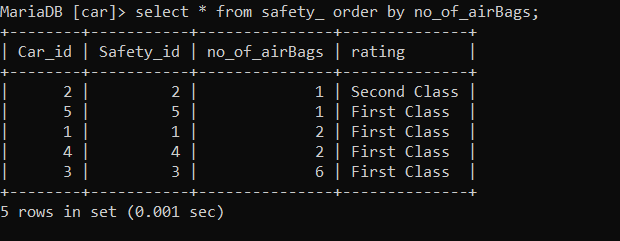 MariaDB [car]> select * from safety_ order by no_of_airBags;
+--------+-----------+---------------+--------------+
| Car_id | Safety_id | no_of_airBags | rating       |
+--------+-----------+---------------+--------------+
|      2 |         2 |             1 | Second Class |
|      5 |         5 |             1 | First Class  |
|      1 |         1 |             2 | First Class  |
|      4 |         4 |             2 | First Class  |
|      3 |         3 |             6 | First Class  |
+--------+-----------+---------------+--------------+
5 rows in set (0.001 sec)